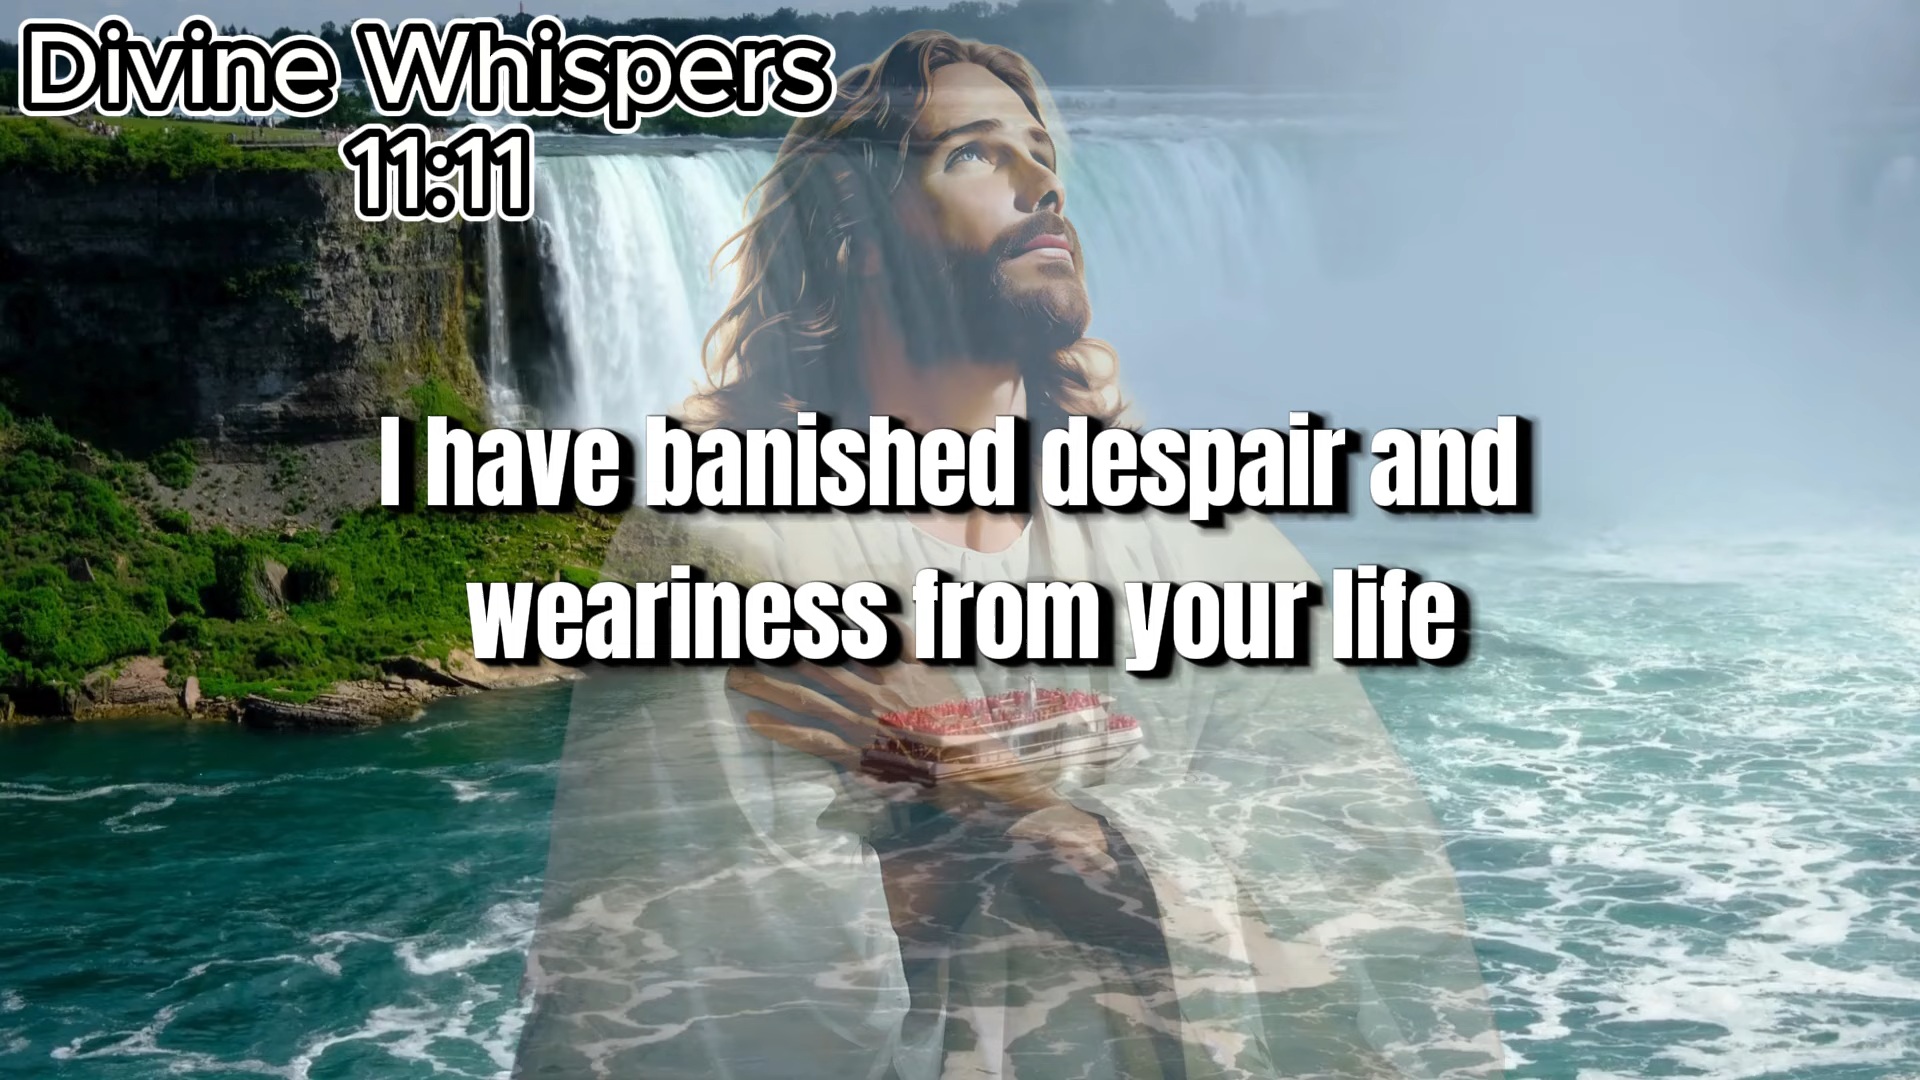 Divine Whispers
11:11
I have banished despair and
weariness from your life